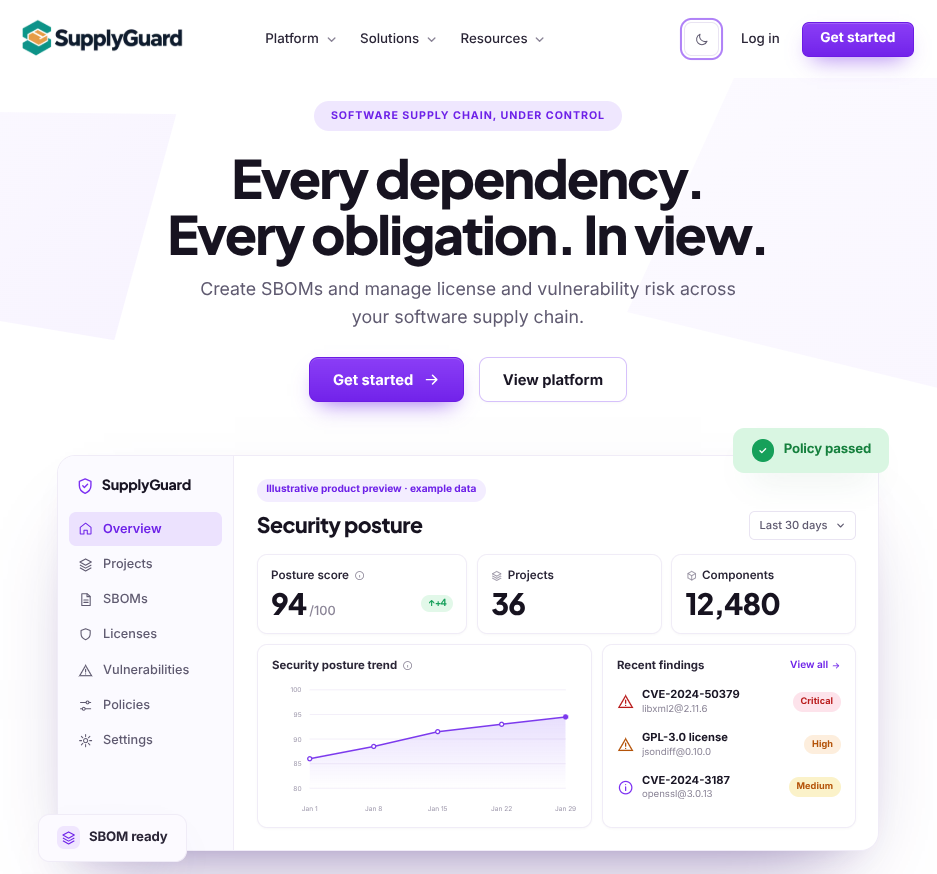 SupplyGuard
Platform
Solutions
Resources
Log in
Get started
SOFTWARE SUPPLY CHAIN, UNDER CONTROL
Every dependency.
Every obligation. In view.
Create SBOMs and manage license and vulnerability risk across
your software supply chain.
Get started →
View platform
Policy passed
SupplyGuard
Overview
Projects
SBOMs
Licenses
Vulnerabilities
Policies
Settings
SBOM ready
Illustrative product preview · example data
Security posture
Last 30 days
Posture score
94 /100
↑+4
Projects
36
Components
12,480
Security posture trend
100
95
90
85
80
Jan 1
Jan 8
Jan 15
Jan 22
Jan 29
Recent findings
View all →
CVE-2024-50379
libxml2@2.11.6
Critical
GPL-3.0 license
jsondiff@0.10.0
High
CVE-2024-3187
openssl@3.0.13
Medium